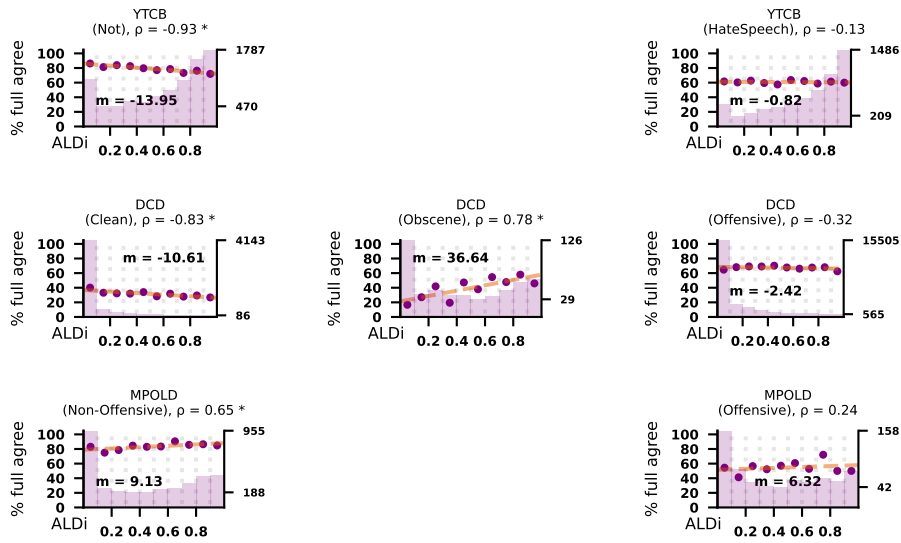 YTCB
(Not), ρ = -0.93 *
% full agree
100
80
60
40
20
0
m = -13.95
1787
470
ALDi
0.2 0.4 0.6 0.8
YTCB
(HateSpeech), ρ = -0.13
% full agree
100
80
60
40
20
0
m = -0.82
1486
209
ALDi
0.2 0.4 0.6 0.8
DCD
(Clean), ρ = -0.83 *
% full agree
100
80
60
40
20
0
m = -10.61
4143
86
ALDi
0.2 0.4 0.6 0.8
DCD
(Obscene), ρ = 0.78 *
% full agree
100
80
60
40
20
0
m = 36.64
126
29
ALDi
0.2 0.4 0.6 0.8
DCD
(Offensive), ρ = -0.32
% full agree
100
80
60
40
20
0
m = -2.42
15505
565
ALDi
0.2 0.4 0.6 0.8
MPOLD
(Non-Offensive), ρ = 0.65 *
% full agree
100
80
60
40
20
0
m = 9.13
955
188
ALDi
0.2 0.4 0.6 0.8
MPOLD
(Offensive), ρ = 0.24
% full agree
100
80
60
40
20
0
m = 6.32
158
42
ALDi
0.2 0.4 0.6 0.8